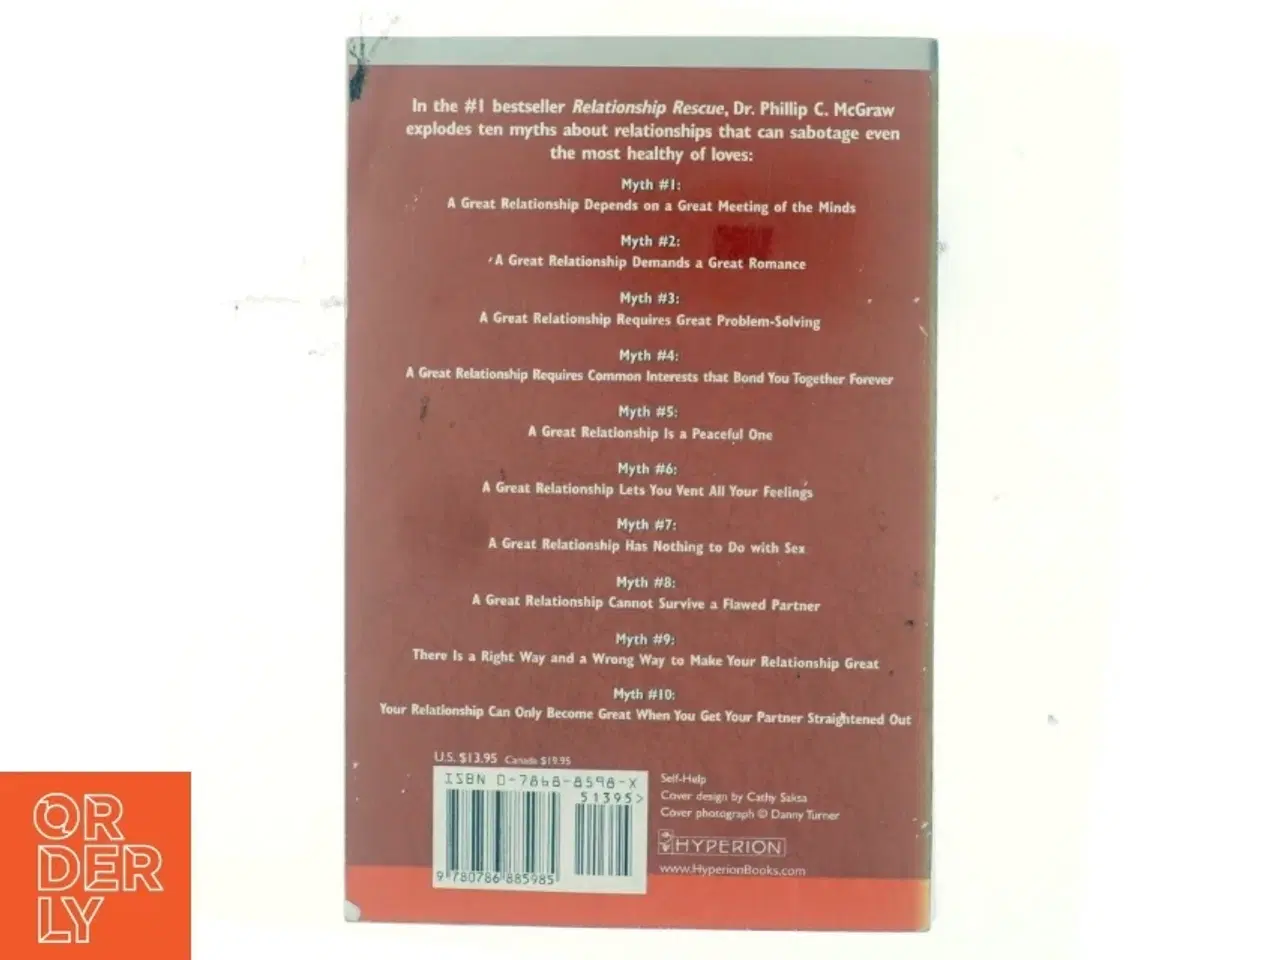 In the #1 bestseller Relationship Rescue, Dr. Phillip C. McGraw
explodes ten myths about relationships that can sabotage even
the most healthy of loves:
Myth #1:
A Great Relationship Depends on a Great Meeting of the Minds
Myth #2:
A Great Relationship Demands a Great Romance
Myth #3:
A Great Relationship Requires Great Problem-Solving
Myth #4:
A Great Relationship Requires Common Interests that Bond You Together Forever
Myth #5:
A Great Relationship Is a Peaceful One
Myth #6:
A Great Relationship Lets You Vent All Your Feelings
Myth #7:
A Great Relationship Has Nothing to Do with Sex
Myth #8:
A Great Relationship Cannot Survive a Flawed Partner
Myth #9:
There Is a Right Way and a Wrong Way to Make Your Relationship Great
Myth #10:
Your Relationship Can Only Become Great When You Get Your Partner Straightened Out
U.S. $13.95 Canada $19.95
ISBN 0-7868-8598-X
51395>
9 780786 885985
Self-Help
Cover design by Cathy Saksa
Cover photograph © Danny Turner
HYPERION
www.HyperionBooks.com
OR
DER
LY